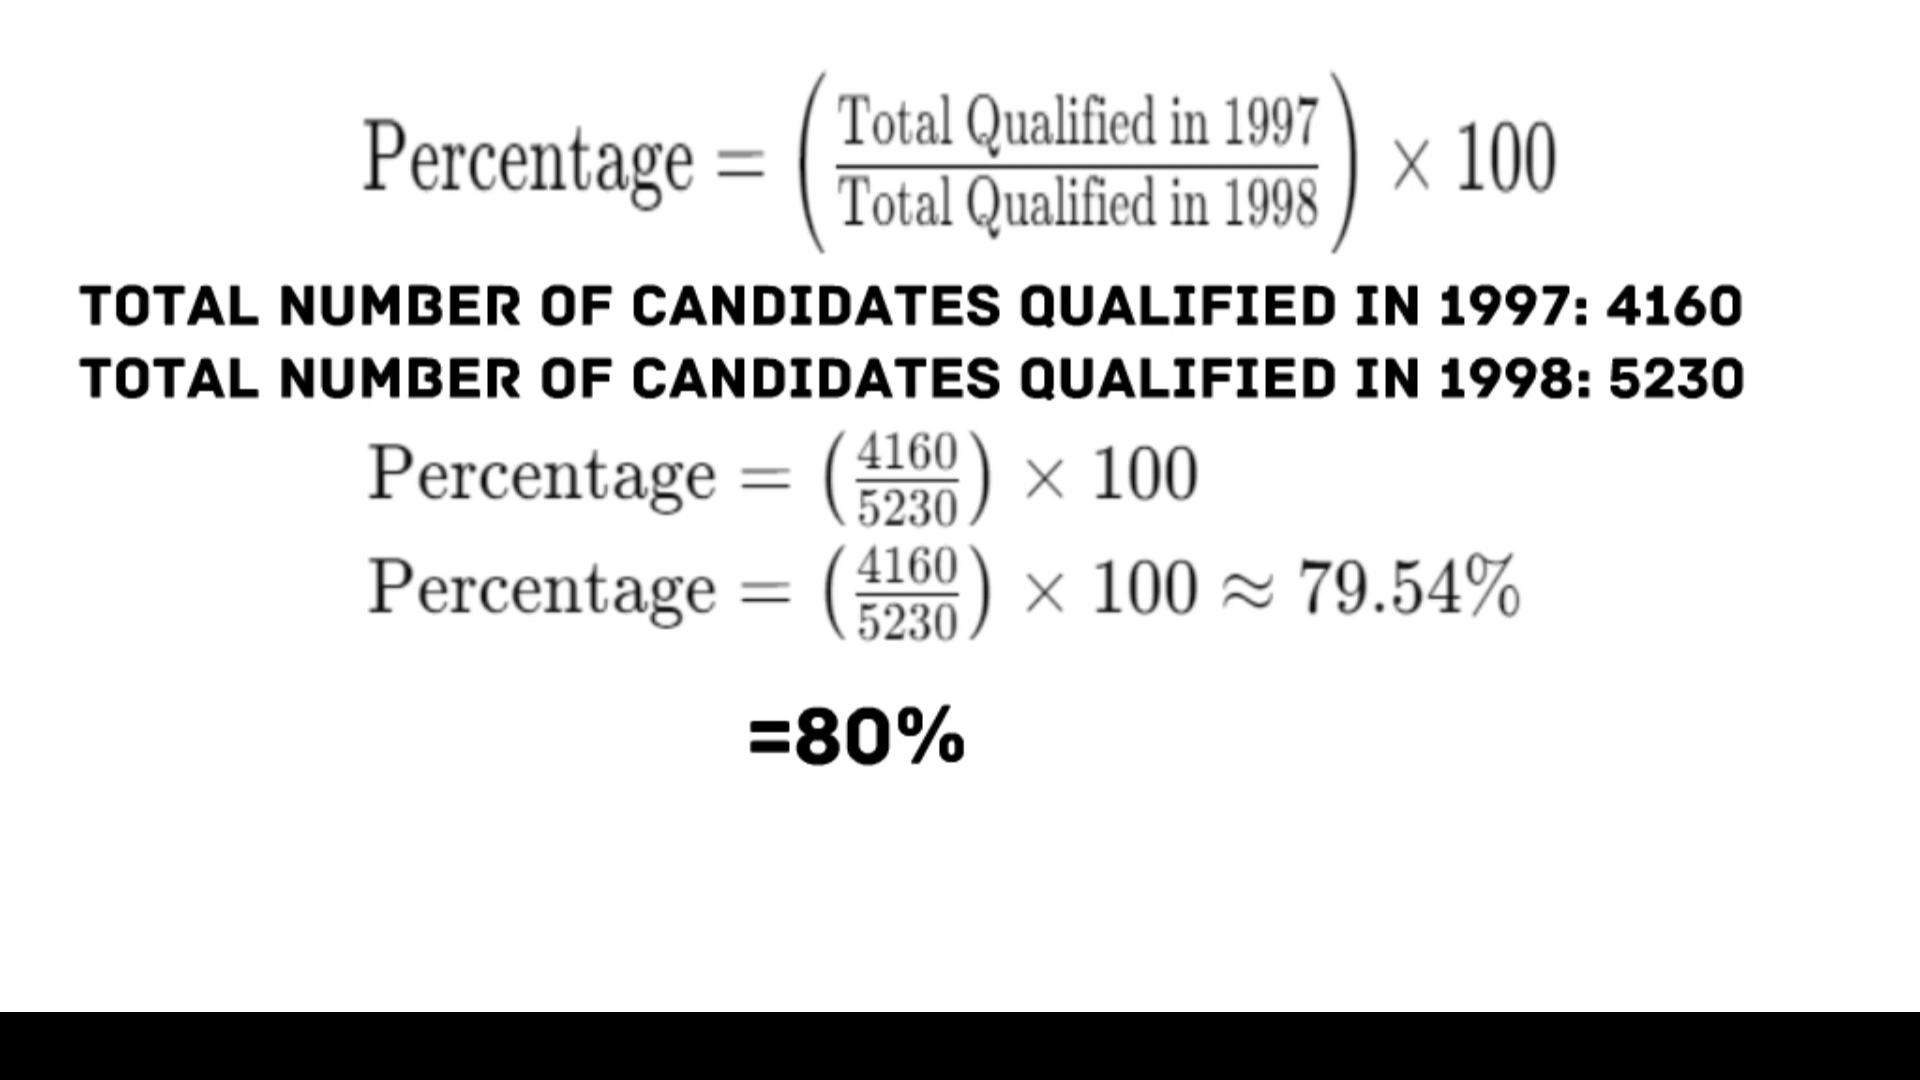 Percentage = (Total Qualified in 1997 / Total Qualified in 1998) × 100
TOTAL NUMBER OF CANDIDATES QUALIFIED IN 1997: 4160
TOTAL NUMBER OF CANDIDATES QUALIFIED IN 1998: 5230
Percentage = (4160 / 5230) × 100
Percentage = (4160 / 5230) × 100 ≈ 79.54%
=80%